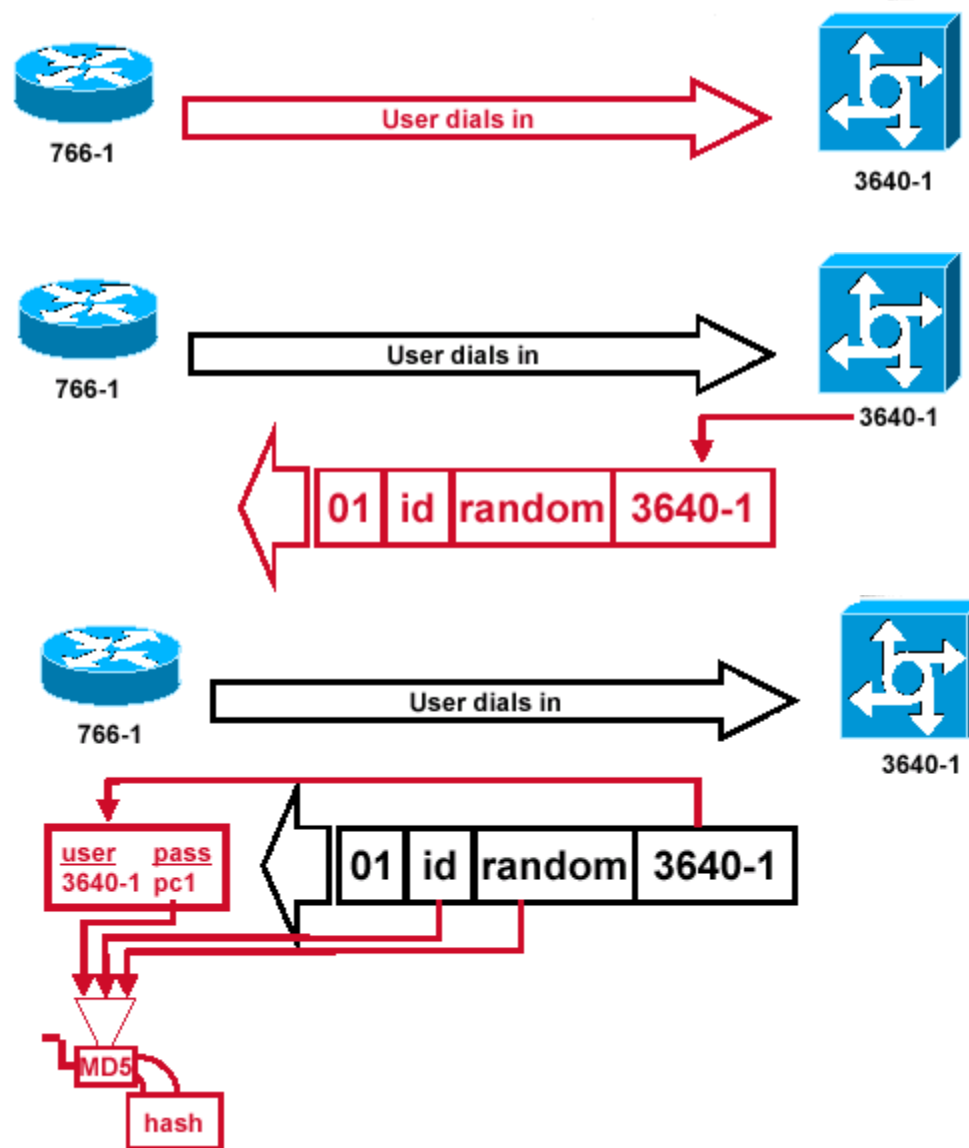 User dials in
766-1
3640-1
User dials in
766-1
3640-1
01 id random 3640-1
User dials in
766-1
3640-1
user pass
3640-1 pc1
01 id random 3640-1
MD5
hash